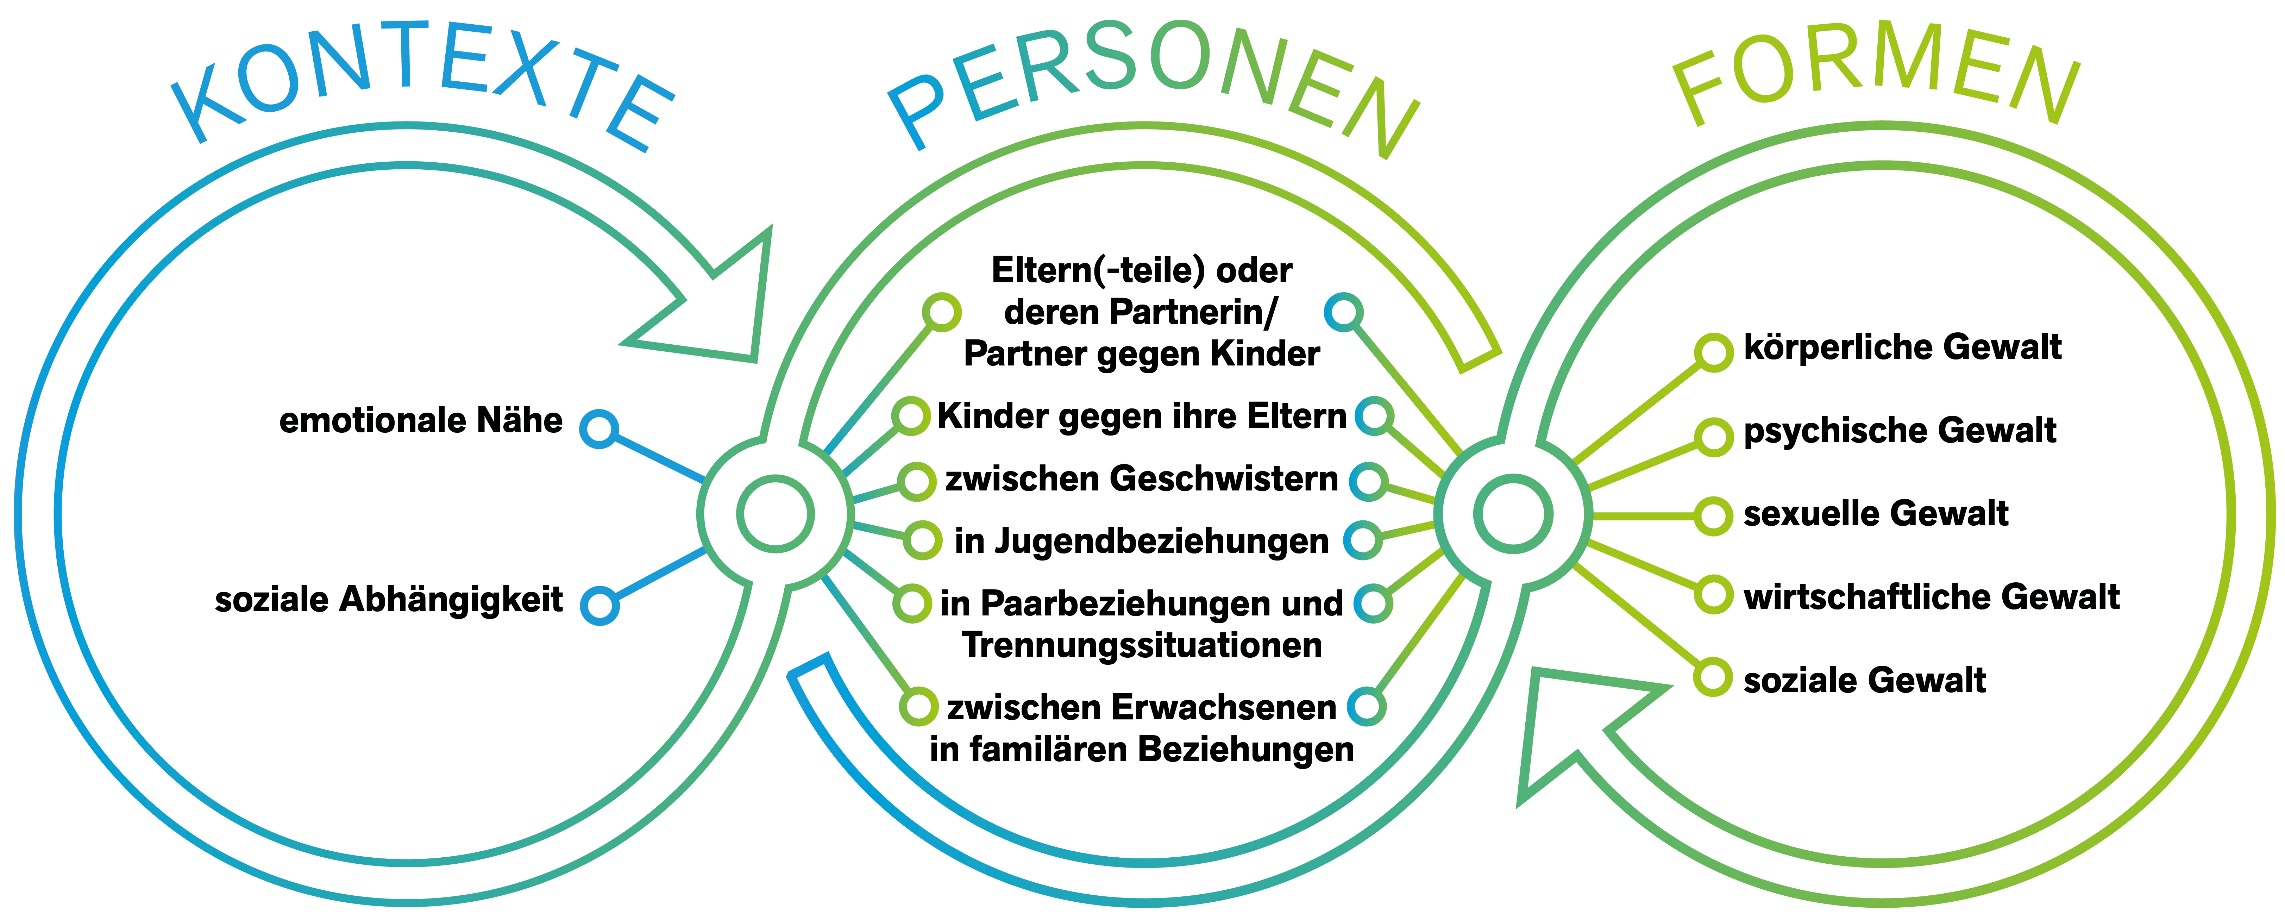 KONTEXTE
emotionale Nähe
soziale Abhängigkeit
PERSONEN
Eltern(-teile) oder
deren Partnerin/
Partner gegen Kinder
Kinder gegen ihre Eltern
zwischen Geschwistern
in Jugendbeziehungen
in Paarbeziehungen und
Trennungssituationen
zwischen Erwachsenen
in familären Beziehungen
FORMEN
körperliche Gewalt
psychische Gewalt
sexuelle Gewalt
wirtschaftliche Gewalt
soziale Gewalt